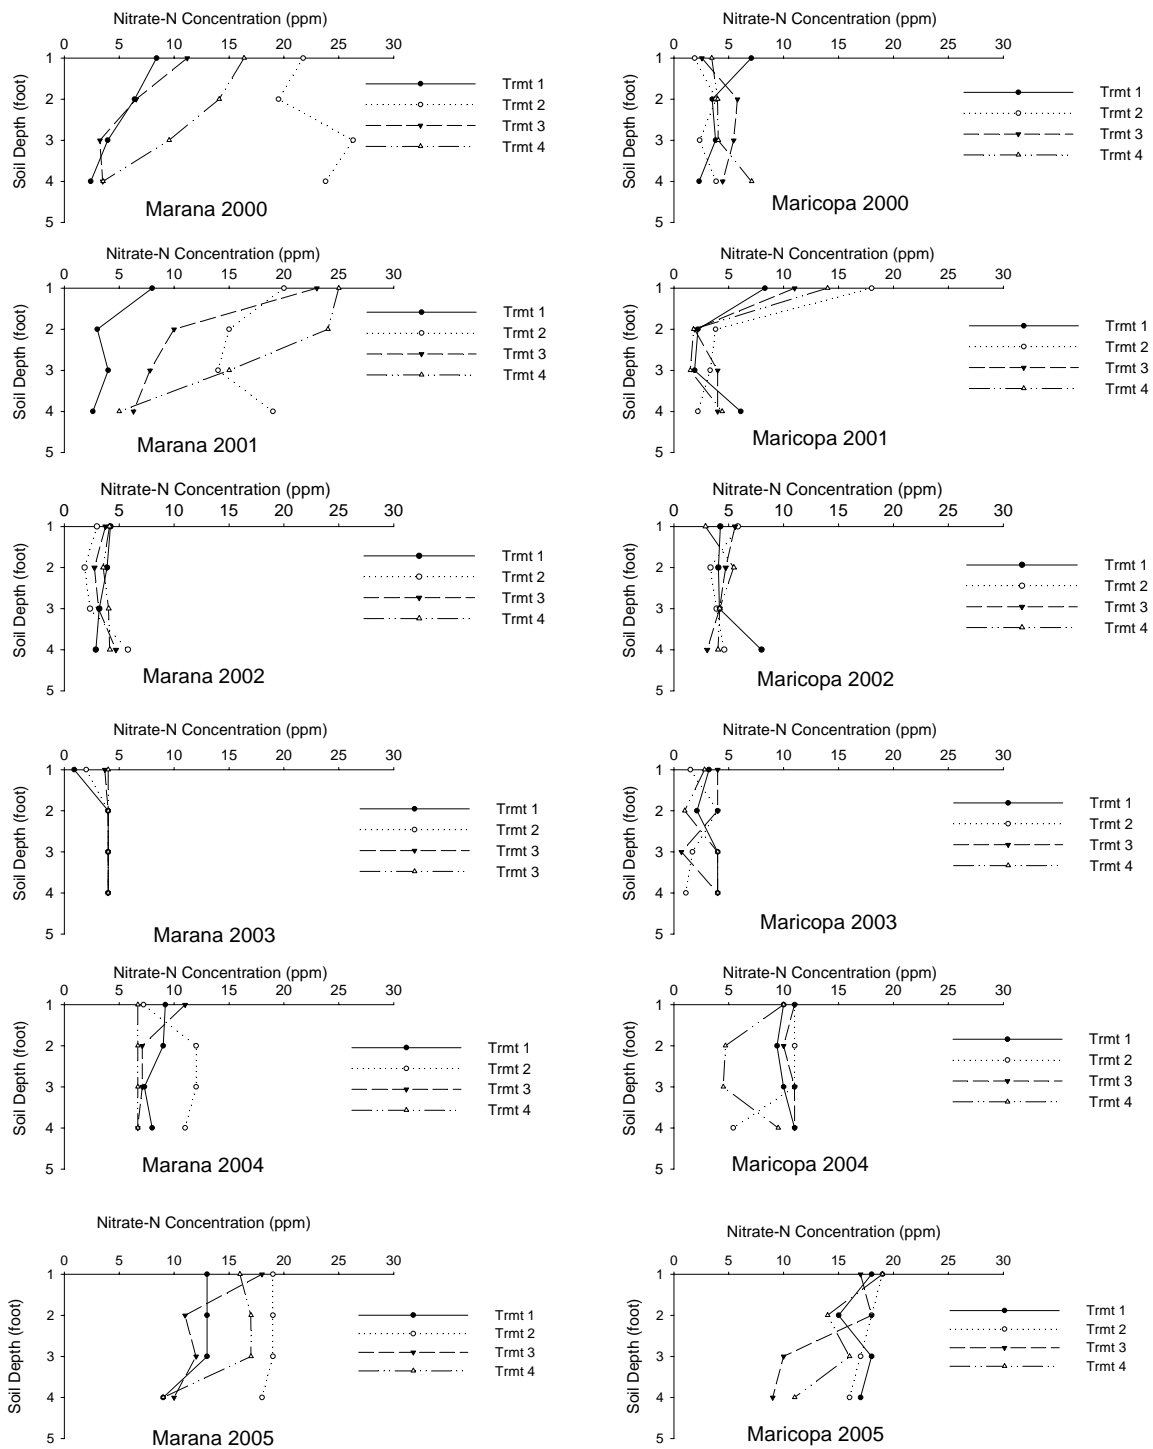 Nitrate-N Concentration (ppm)
0 5 10 15 20 25 30
1
2
3
4
5
Soil Depth (foot)
Trmt 1
Trmt 2
Trmt 3
Trmt 4
Marana 2000
Nitrate-N Concentration (ppm)
0 5 10 15 20 25 30
1
2
3
4
5
Soil Depth (foot)
Trmt 1
Trmt 2
Trmt 3
Trmt 4
Maricopa 2000
Nitrate-N Concentration (ppm)
0 5 10 15 20 25 30
1
2
3
4
5
Soil Depth (foot)
Trmt 1
Trmt 2
Trmt 3
Trmt 4
Marana 2001
Nitrate-N Concentration (ppm)
0 5 10 15 20 25 30
1
2
3
4
5
Soil Depth (foot)
Trmt 1
Trmt 2
Trmt 3
Trmt 4
Maricopa 2001
Nitrate-N Concentration (ppm)
0 5 10 15 20 25 30
1
2
3
4
5
Soil Depth (foot)
Trmt 1
Trmt 2
Trmt 3
Trmt 4
Marana 2002
Nitrate-N Concentration (ppm)
0 5 10 15 20 25 30
1
2
3
4
5
Soil Depth (foot)
Trmt 1
Trmt 2
Trmt 3
Trmt 4
Maricopa 2002
Nitrate-N Concentration (ppm)
0 5 10 15 20 25 30
1
2
3
4
5
Soil Depth (foot)
Trmt 1
Trmt 2
Trmt 3
Trmt 3
Marana 2003
Nitrate-N Concentration (ppm)
0 5 10 15 20 25 30
1
2
3
4
5
Soil Depth (foot)
Trmt 1
Trmt 2
Trmt 3
Trmt 4
Maricopa 2003
Nitrate-N Concentration (ppm)
0 5 10 15 20 25 30
1
2
3
4
5
Soil Depth (foot)
Trmt 1
Trmt 2
Trmt 3
Trmt 4
Marana 2004
Nitrate-N Concentration (ppm)
0 5 10 15 20 25 30
1
2
3
4
5
Soil Depth (foot)
Trmt 1
Trmt 2
Trmt 3
Trmt 4
Maricopa 2004
Nitrate-N Concentration (ppm)
0 5 10 15 20 25 30
1
2
3
4
5
Soil Depth (foot)
Trmt 1
Trmt 2
Trmt 3
Trmt 4
Marana 2005
Nitrate-N Concentration (ppm)
0 5 10 15 20 25 30
1
2
3
4
5
Soil Depth (foot)
Trmt 1
Trmt 2
Trmt 3
Trmt 4
Maricopa 2005